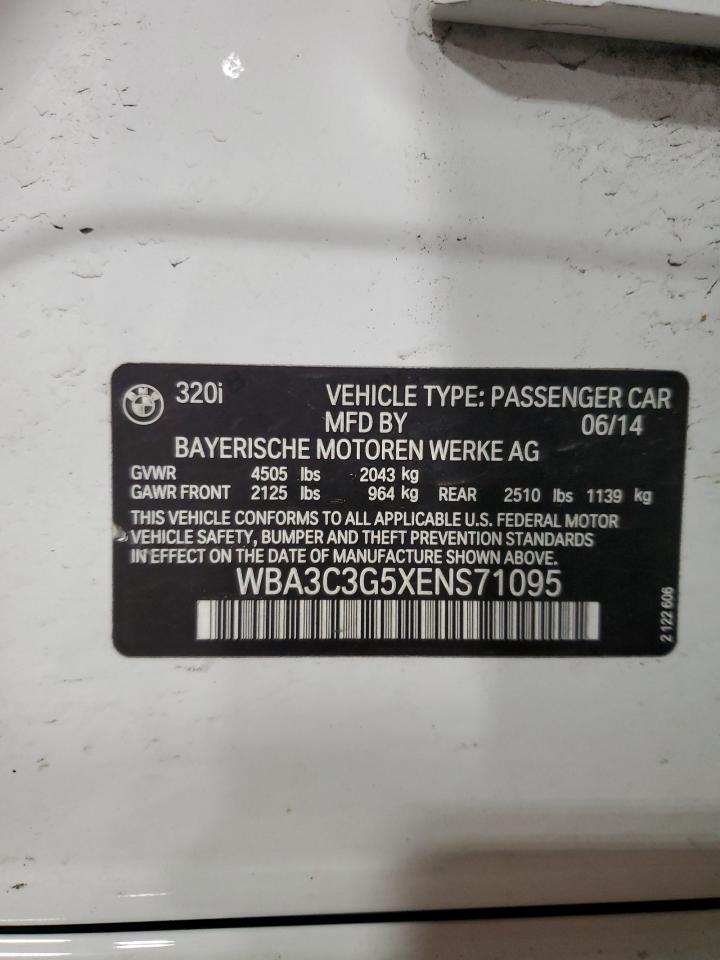 320i VEHICLE TYPE: PASSENGER CAR
MFD BY 06/14
BAYERISCHE MOTOREN WERKE AG
GVWR 4505 lbs 2043 kg
GAWR FRONT 2125 lbs 964 kg REAR 2510 lbs 1139 kg
THIS VEHICLE CONFORMS TO ALL APPLICABLE U.S. FEDERAL MOTOR
VEHICLE SAFETY, BUMPER AND THEFT PREVENTION STANDARDS
IN EFFECT ON THE DATE OF MANUFACTURE SHOWN ABOVE.
WBA3C3G5XENS71095
2 122 606